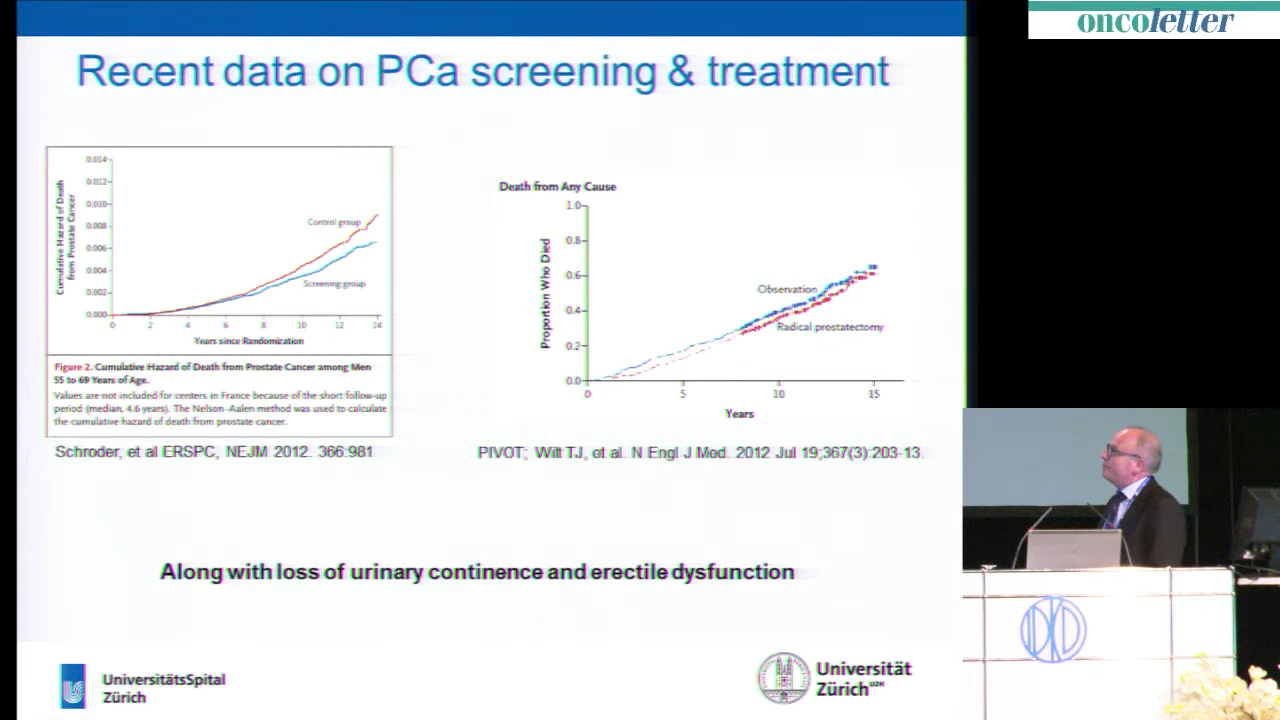 oncoletter
Recent data on PCa screening & treatment
Cumulative Hazard of Death
from Prostate Cancer
0.014
0.012
0.010
0.008
0.006
0.004
0.002
0.000
Control group
Screening group
0 2 4 6 8 10 12 14
Years since Randomization
Figure 2. Cumulative Hazard of Death from Prostate Cancer among Men
55 to 69 Years of Age.
Values are not included for centers in France because of the short follow-up
period (median, 4.6 years). The Nelson–Aalen method was used to calculate
the cumulative hazard of death from prostate cancer.
Schroder, et al ERSPC, NEJM 2012. 366:981
Death from Any Cause
Proportion Who Died
1.0
0.8
0.6
0.4
0.2
0.0
Observation
Radical prostatectomy
0 5 10 15
Years
PIVOT; Wilt TJ, et al. N Engl J Med. 2012 Jul 19;367(3):203-13.
Along with loss of urinary continence and erectile dysfunction
UniversitätsSpital
Zürich
Universität
Zürich UZH
IDKD